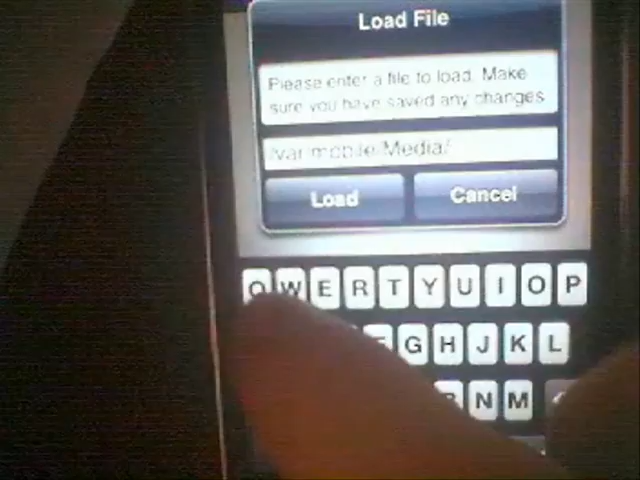 Load File
Please enter a file to load. Make
sure you have saved any changes
/var/mobile/Media/
Load Cancel
Q W E R T Y U I O P
G H J K L
N M